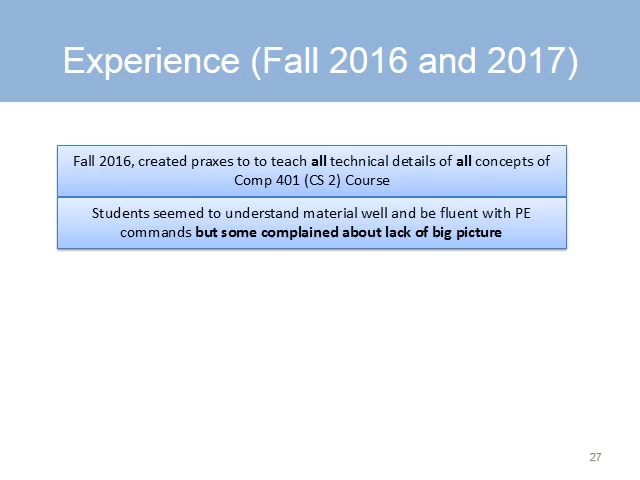 Experience (Fall 2016 and 2017)
Fall 2016, created praxes to to teach all technical details of all concepts of
Comp 401 (CS 2) Course
Students seemed to understand material well and be fluent with PE
commands but some complained about lack of big picture
27